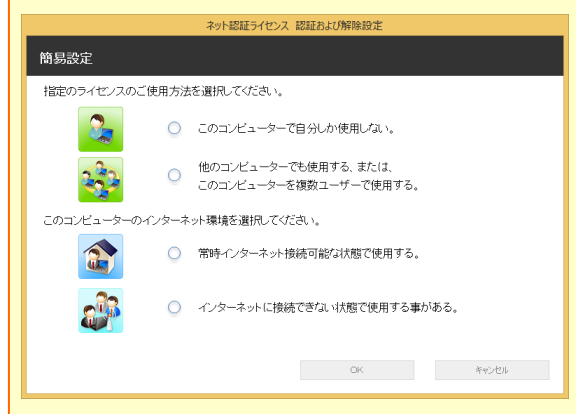 ネット認証ライセンス 認証および解除設定
簡易設定
指定のライセンスのご使用方法を選択してください。
このコンピューターで自分しか使用しない。
他のコンピューターでも使用する、または、
このコンピューターを複数ユーザーで使用する。
このコンピューターのインターネット環境を選択してください。
常時インターネット接続可能な状態で使用する。
インターネットに接続できない状態で使用する事がある。
OK
キャンセル